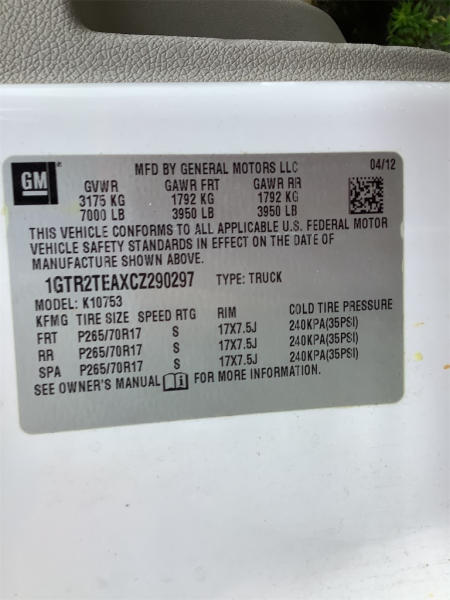 GM ® MFD BY GENERAL MOTORS LLC 04/12
GVWR GAWR FRT GAWR RR
3175 KG 1792 KG 1792 KG
7000 LB 3950 LB 3950 LB
THIS VEHICLE CONFORMS TO ALL APPLICABLE U.S. FEDERAL MOTOR
VEHICLE SAFETY STANDARDS IN EFFECT ON THE DATE OF
MANUFACTURE SHOWN ABOVE.
1GTR2TEAXCZ290297 TYPE: TRUCK
MODEL: K10753
KFMG TIRE SIZE SPEED RTG RIM COLD TIRE PRESSURE
FRT P265/70R17 S 17X7.5J 240KPA(35PSI)
RR P265/70R17 S 17X7.5J 240KPA(35PSI)
SPA P265/70R17 S 17X7.5J 240KPA(35PSI)
SEE OWNER'S MANUAL FOR MORE INFORMATION.